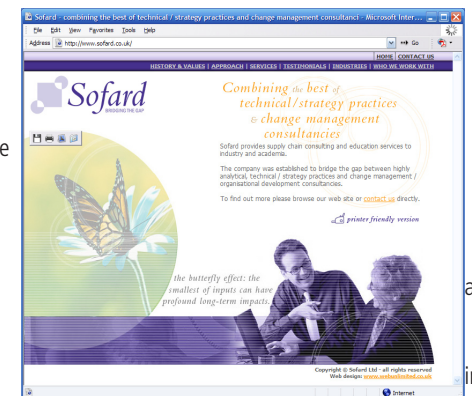 Sofard - combining the best of technical / strategy practices and change management consultanci - Microsoft Inter...
File Edit View Favorites Tools Help
Address http://www.sofard.co.uk/ Go
HOME | CONTACT US
HISTORY & VALUES | APPROACH | SERVICES | TESTIMONIALS | INDUSTRIES | WHO WE WORK WITH
Sofard
BRIDGING THE GAP
Combining the best of
technical/strategy practices
& change management
consultancies
Sofard provides supply chain consulting and education services to
industry and academia.
The company was established to bridge the gap between highly
analytical, technical / strategy practices and change management /
organisational development consultancies.
To find out more please browse our web site or contact us directly.
printer friendly version
the butterfly effect: the
smallest of inputs can have
profound long-term impacts.
Copyright © Sofard Ltd - all rights reserved
Web design: www.webunlimited.co.uk
Internet